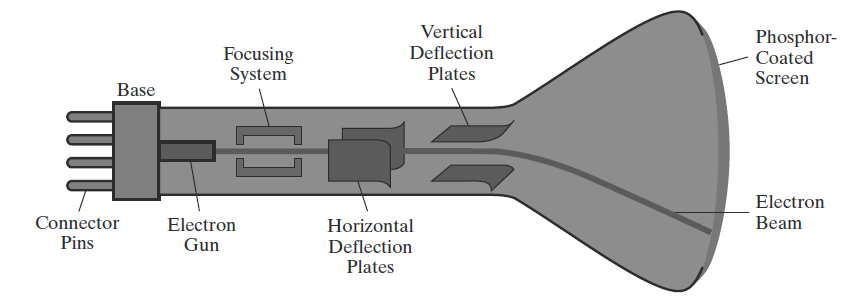 Vertical
Deflection
Plates
Phosphor-
Coated
Screen
Focusing
System
Base
Connector
Pins
Electron
Gun
Horizontal
Deflection
Plates
Electron
Beam